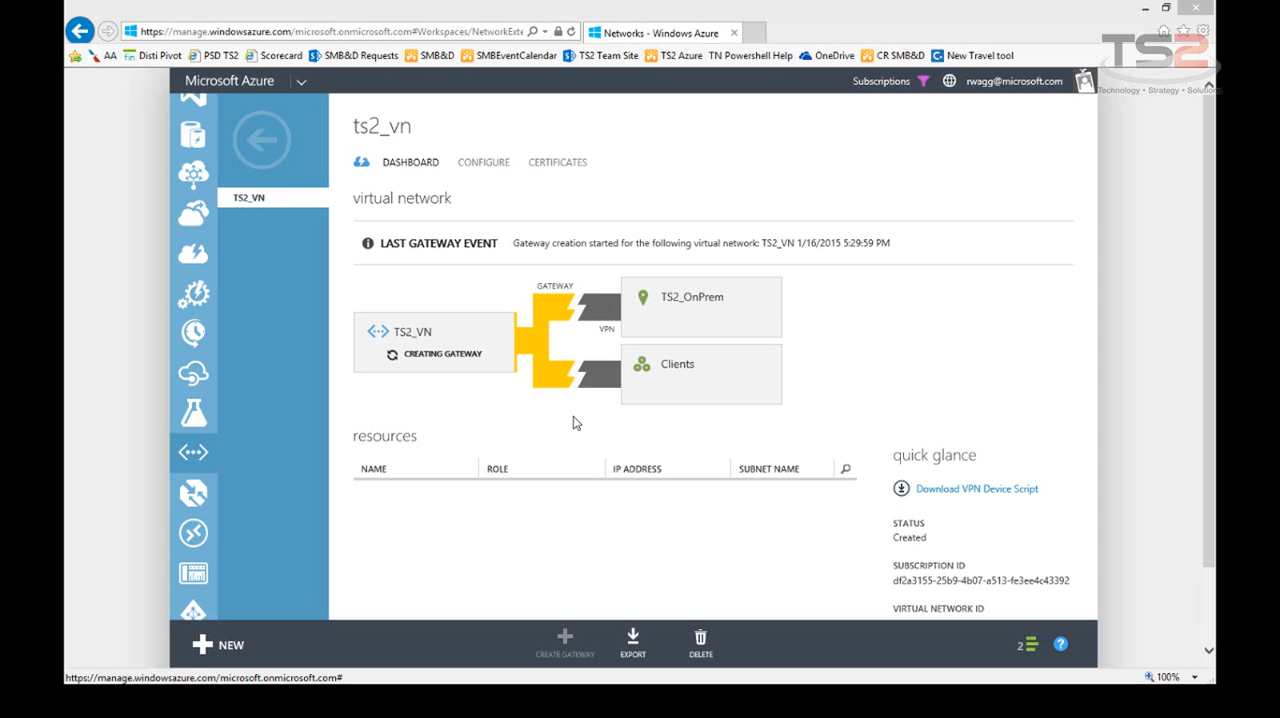 https://manage.windowsazure.com/microsoft.onmicrosoft.com#Workspaces/NetworkExte
Networks - Windows Azure
AA Disti Pivot PSD TS2 Scorecard SMB&D Requests SMB&D SMBEventCalendar TS2 Team Site TS2 Azure TN Powershell Help OneDrive CR SMB&D New Travel tool
TS2
Technology • Strategy • Solutions
Microsoft Azure
Subscriptions
rwagg@microsoft.com
TS2_VN
ts2_vn
DASHBOARD CONFIGURE CERTIFICATES
virtual network
LAST GATEWAY EVENT Gateway creation started for the following virtual network: TS2_VN 1/16/2015 5:29:59 PM
GATEWAY
TS2_OnPrem
VPN
TS2_VN
CREATING GATEWAY
Clients
resources
NAME ROLE IP ADDRESS SUBNET NAME
quick glance
Download VPN Device Script
STATUS
Created
SUBSCRIPTION ID
df2a3155-25b9-4b07-a513-fe3ee4c43392
VIRTUAL NETWORK ID
NEW
CREATE GATEWAY
EXPORT
DELETE
2
?
https://manage.windowsazure.com/microsoft.onmicrosoft.com#
100%